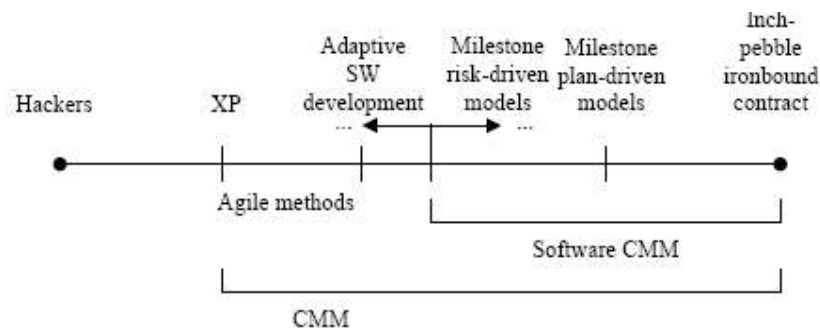 Hackers
XP
Adaptive
SW
development
...
Milestone
risk-driven
models
...
Milestone
plan-driven
models
Inch-
pebble
ironbound
contract
Agile methods
Software CMM
CMM